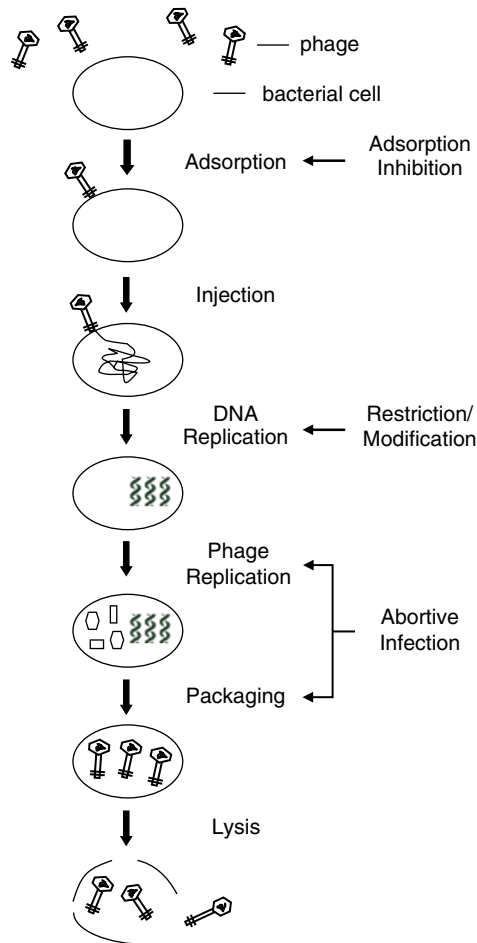 phage
bacterial cell
Adsorption
Adsorption
Inhibition
Injection
DNA
Replication
Restriction/
Modification
Phage
Replication
Abortive
Infection
Packaging
Lysis